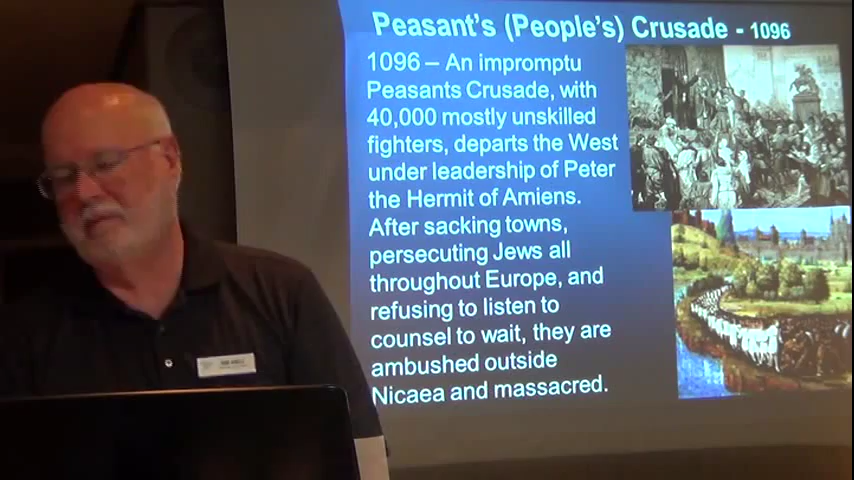 Peasant's (People's) Crusade - 1096
1096 – An impromptu
Peasants Crusade, with
40,000 mostly unskilled
fighters, departs the West
under leadership of Peter
the Hermit of Amiens.
After sacking towns,
persecuting Jews all
throughout Europe, and
refusing to listen to
counsel to wait, they are
ambushed outside
Nicaea and massacred.